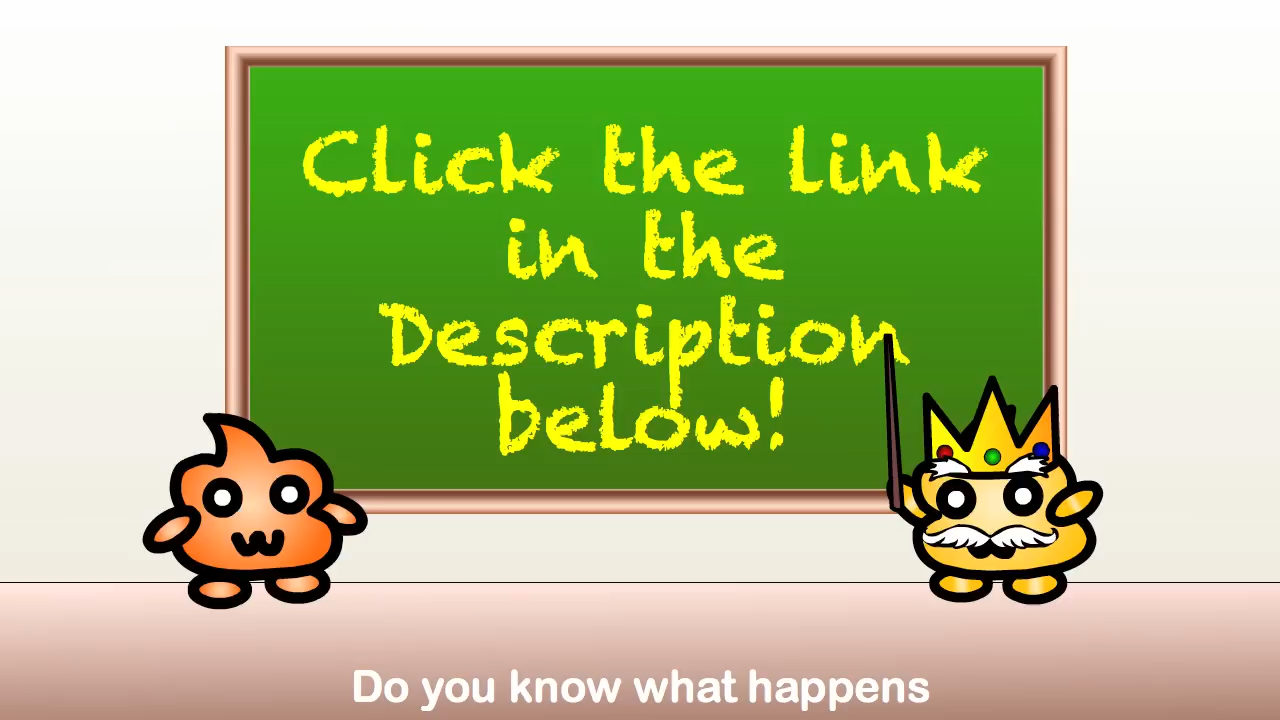 Click the link
in the
Description
below!
Do you know what happens